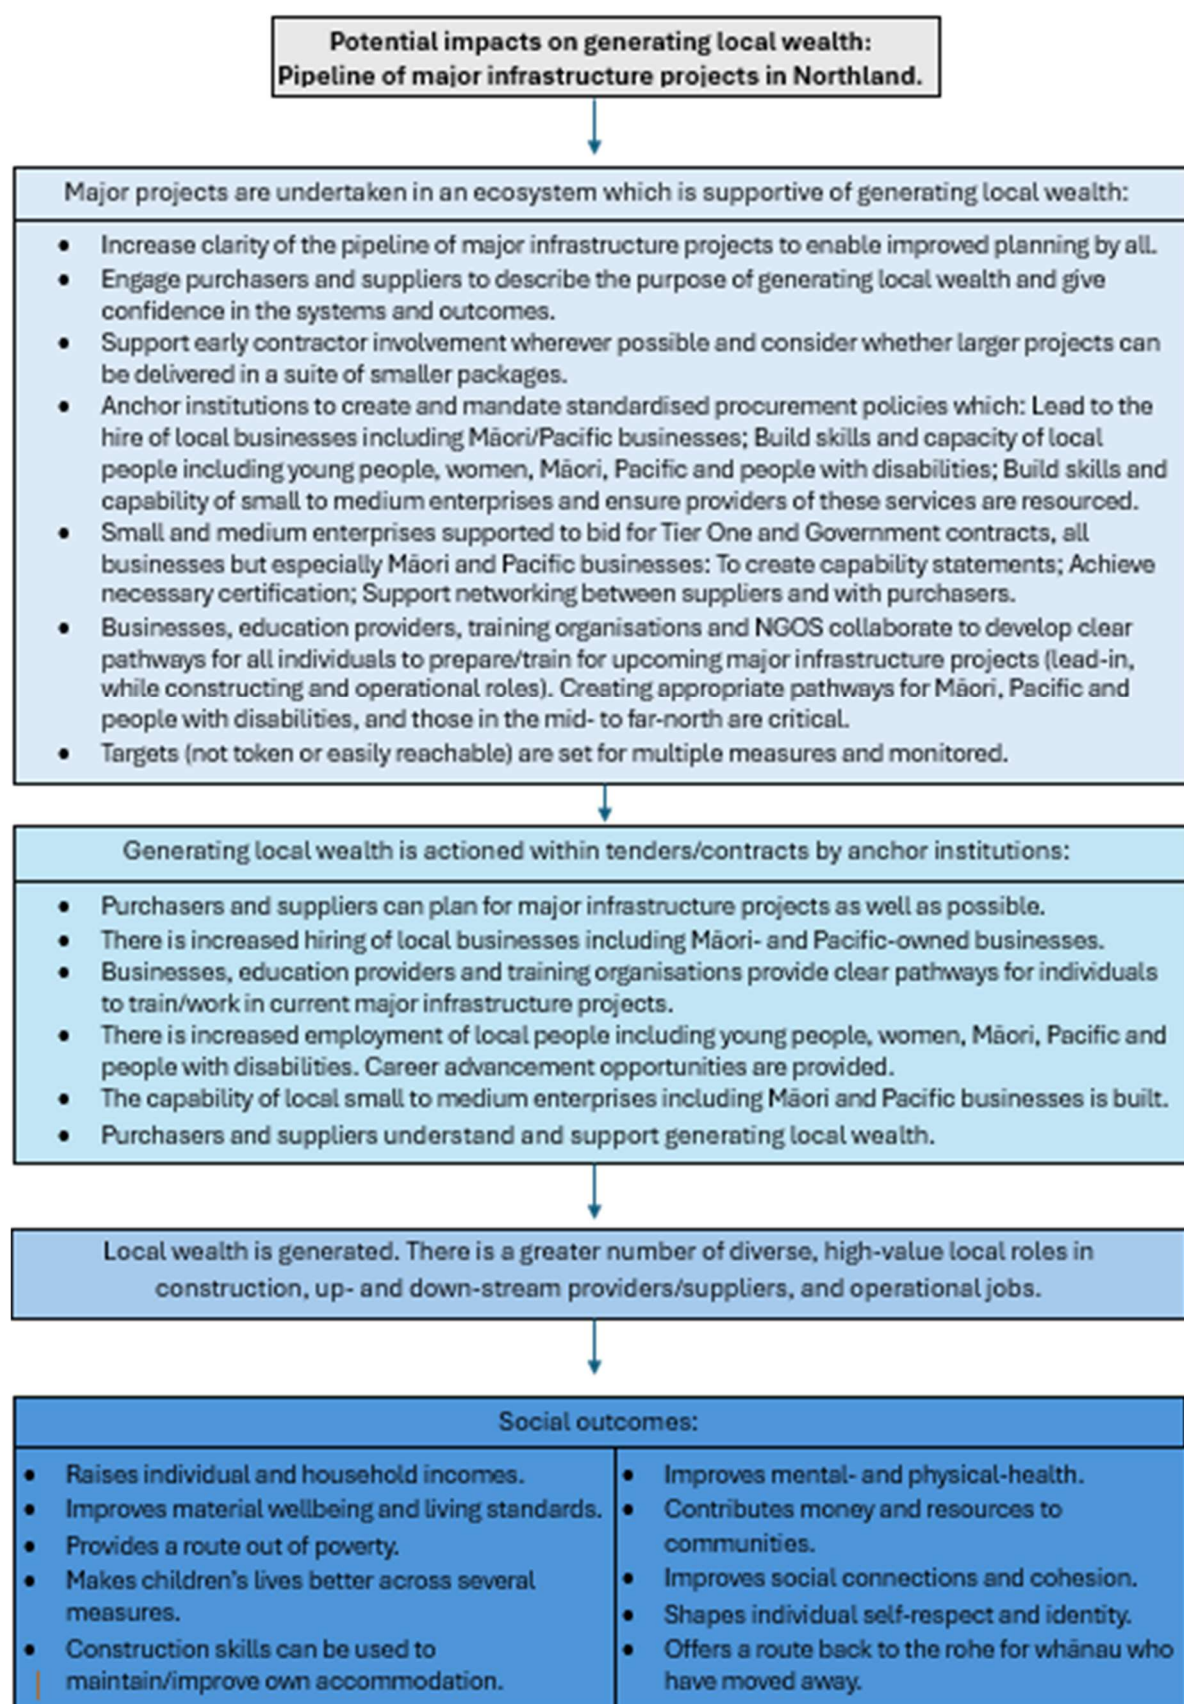 Potential impacts on generating local wealth:
Pipeline of major infrastructure projects in Northland.
Major projects are undertaken in an ecosystem which is supportive of generating local wealth:
• Increase clarity of the pipeline of major infrastructure projects to enable improved planning by all.
• Engage purchasers and suppliers to describe the purpose of generating local wealth and give
confidence in the systems and outcomes.
• Support early contractor involvement wherever possible and consider whether larger projects can
be delivered in a suite of smaller packages.
• Anchor institutions to create and mandate standardised procurement policies which: Lead to the
hire of local businesses including Māori/Pacific businesses; Build skills and capacity of local
people including young people, women, Māori, Pacific and people with disabilities; Build skills and
capability of small to medium enterprises and ensure providers of these services are resourced.
• Small and medium enterprises supported to bid for Tier One and Government contracts, all
businesses but especially Māori and Pacific businesses: To create capability statements; Achieve
necessary certification; Support networking between suppliers and with purchasers.
• Businesses, education providers, training organisations and NGOS collaborate to develop clear
pathways for all individuals to prepare/train for upcoming major infrastructure projects (lead-in,
while constructing and operational roles). Creating appropriate pathways for Māori, Pacific and
people with disabilities, and those in the mid- to far-north are critical.
• Targets (not token or easily reachable) are set for multiple measures and monitored.
Generating local wealth is actioned within tenders/contracts by anchor institutions:
• Purchasers and suppliers can plan for major infrastructure projects as well as possible.
• There is increased hiring of local businesses including Māori- and Pacific-owned businesses.
• Businesses, education providers and training organisations provide clear pathways for individuals
to train/work in current major infrastructure projects.
• There is increased employment of local people including young people, women, Māori, Pacific and
people with disabilities. Career advancement opportunities are provided.
• The capability of local small to medium enterprises including Māori and Pacific businesses is built.
• Purchasers and suppliers understand and support generating local wealth.
Local wealth is generated. There is a greater number of diverse, high-value local roles in
construction, up- and down-stream providers/suppliers, and operational jobs.
Social outcomes:
• Raises individual and household incomes.
• Improves material wellbeing and living standards.
• Provides a route out of poverty.
• Makes children's lives better across several
measures.
• Construction skills can be used to
maintain/improve own accommodation.
• Improves mental- and physical-health.
• Contributes money and resources to
communities.
• Improves social connections and cohesion.
• Shapes individual self-respect and identity.
• Offers a route back to the rohe for whānau who
have moved away.